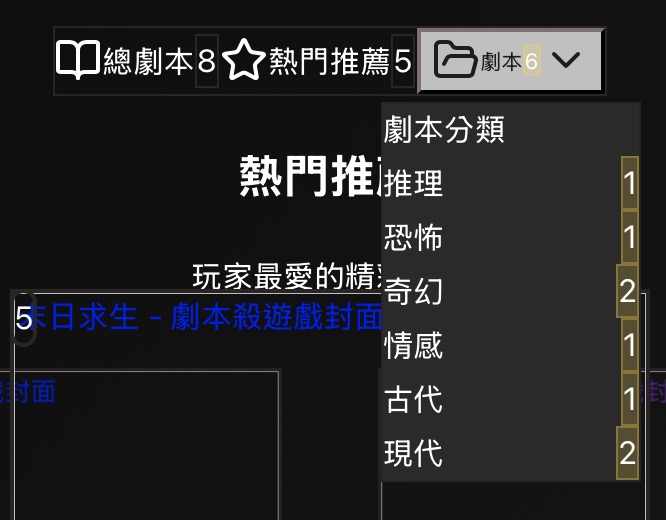 總劇本 8 熱門推薦 5 劇本 6
劇本分類
推理 1
恐怖 1
奇幻 2
情感 1
古代 1
現代 2
熱門推
玩家最愛的精
5
末日求生 - 劇本殺遊戲封面
封面